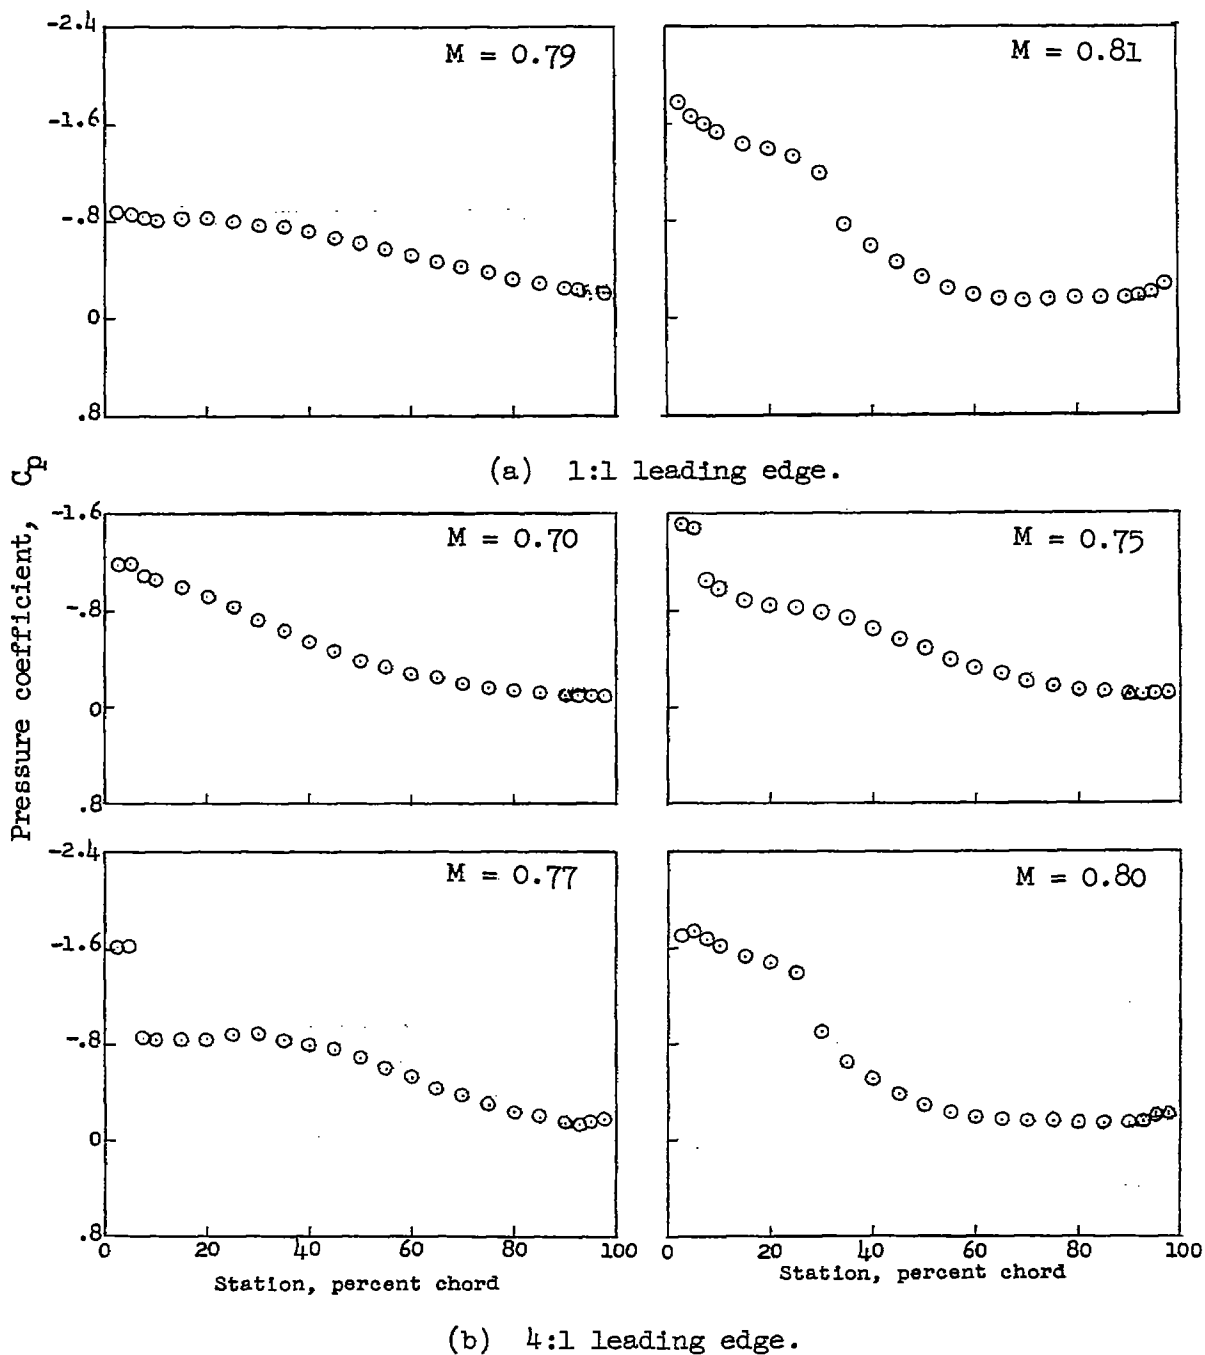 M = 0.79
M = 0.81
-2.4
-1.6
-.8
0
.8
(a) 1:1 leading edge.
Pressure coefficient, Cp
M = 0.70
M = 0.75
-1.6
-.8
0
.8
M = 0.77
M = 0.80
-2.4
-1.6
-.8
0
.8
0 20 40 60 80 100
0 20 40 60 80 100
Station, percent chord
Station, percent chord
(b) 4:1 leading edge.